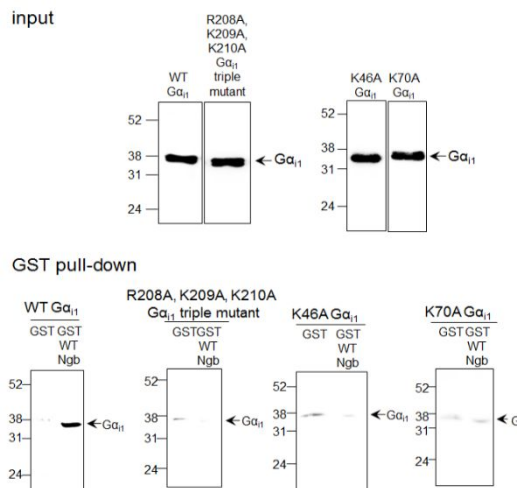 input
R208A,
K209A,
K210A
Gαi1
triple
mutant
WT
Gαi1
K46A
Gαi1
K70A
Gαi1
52
38
31
24
Gαi1
52
38
31
24
Gαi1
GST pull-down
WT Gαi1
GST GST
WT
Ngb
52
38
31
24
Gαi1
R208A, K209A, K210A
Gαi1 triple mutant
GSTGST
WT
Ngb
52
38
31
24
Gαi1
K46A Gαi1
GST GST
WT
Ngb
52
38
31
24
Gαi1
K70A Gαi1
GST GST
WT
Ngb
52
38
31
24
G